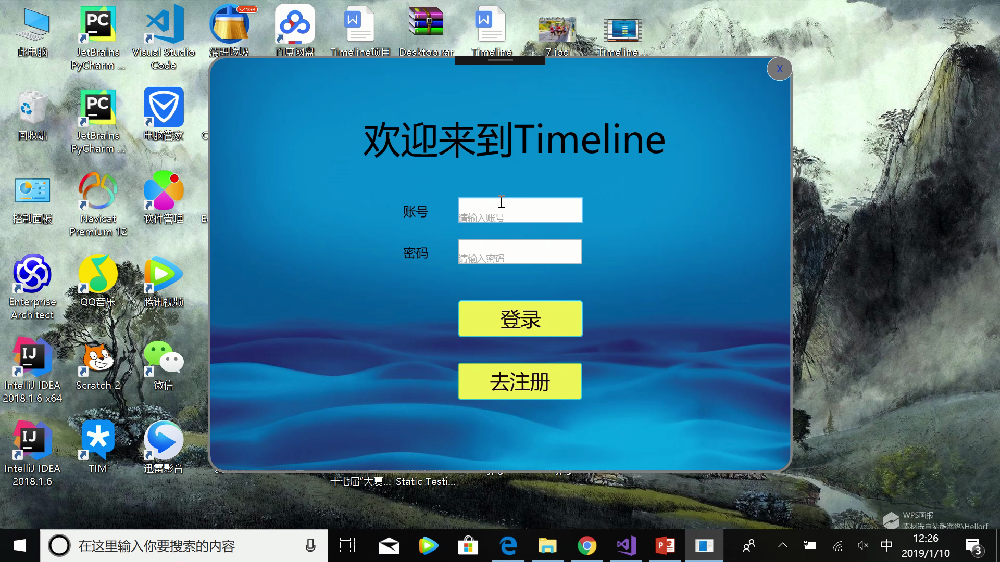 5.41GB
此电脑
JetBrains
PyCharm ...
Visual Studio
Code
清理垃圾
百度网盘
Timeline项目
Desktop.rar
Timeline
7.jpg
Timeline...
X
回收站
JetBrains
PyCharm ...
电脑管家
欢迎来到Timeline
控制面板
Navicat
Premium 12
软件管理
账号
请输入账号
密码
请输入密码
Enterprise
Architect
QQ音乐
腾讯视频
登录
IntelliJ IDEA
2018.1.6 x64
Scratch 2
微信
去注册
IntelliJ IDEA
2018.1.6
TIM
迅雷影音
十七届“大夏...
Static Testi...
WPS画报
素材选自站酷海洛\Hellorf
在这里输入你要搜索的内容
中
12:26
2019/1/10
3